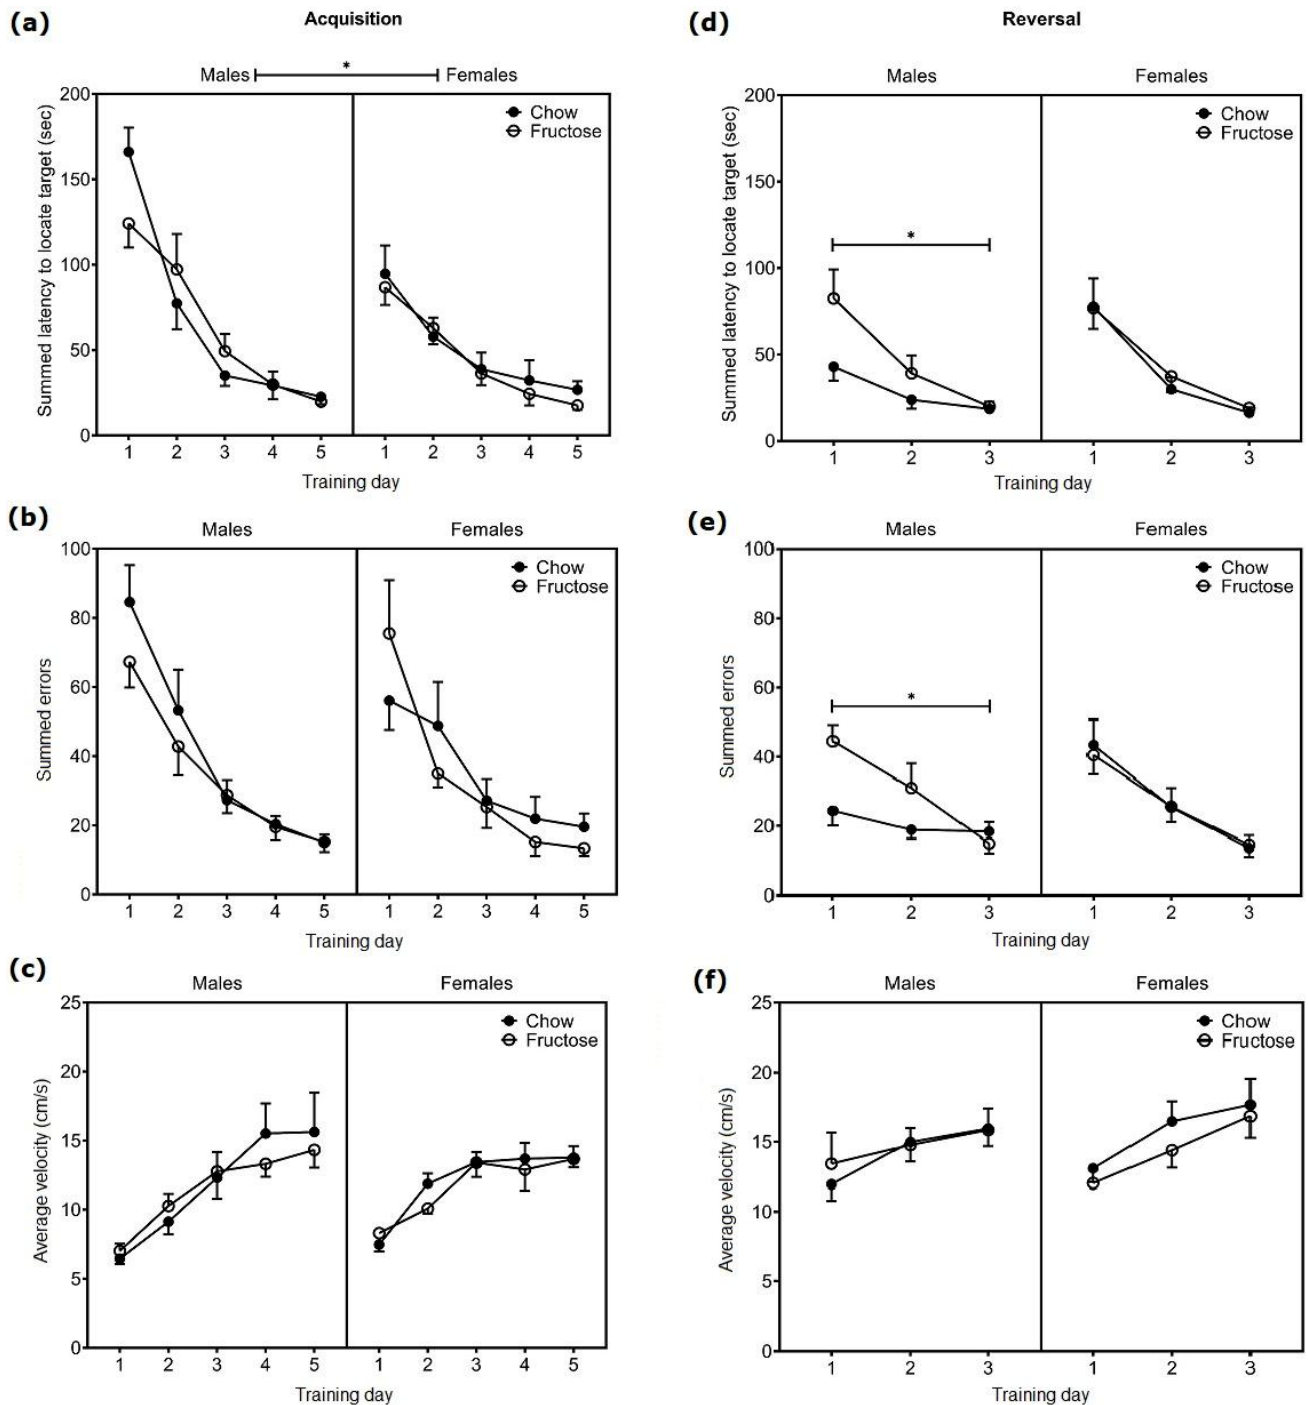 (a)
Acquisition
Males * Females
Summed latency to locate target (sec)
200
150
100
50
0
Chow
Fructose
1 2 3 4 5 1 2 3 4 5
Training day
(b)
Males Females
Summed errors
100
80
60
40
20
0
Chow
Fructose
1 2 3 4 5 1 2 3 4 5
Training day
(c)
Males Females
Average velocity (cm/s)
25
20
15
10
5
0
Chow
Fructose
1 2 3 4 5 1 2 3 4 5
Training day
(d)
Reversal
Males Females
Summed latency to locate target (sec)
200
150
100
50
0
*
Chow
Fructose
1 2 3 1 2 3
Training day
(e)
Males Females
Summed errors
100
80
60
40
20
0
*
Chow
Fructose
1 2 3 1 2 3
Training day
(f)
Males Females
Average velocity (cm/s)
25
20
15
10
5
0
Chow
Fructose
1 2 3 1 2 3
Training day